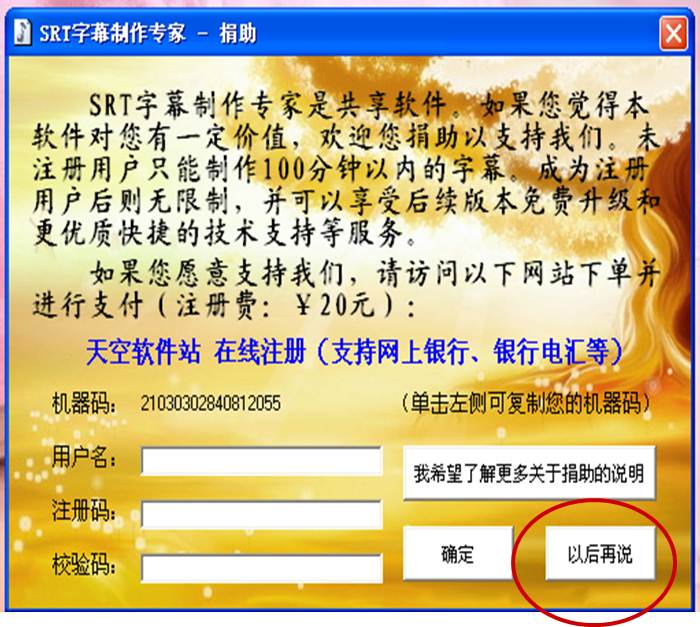 SRT字幕制作专家 - 捐助
SRT字幕制作专家是共享软件。如果您觉得本
软件对您有一定价值，欢迎您捐助以支持我们。未
注册用户只能制作100分钟以内的字幕。成为注册
用户后则无限制，并可以享受后续版本免费升级和
更优质快捷的技术支持等服务。
如果您愿意支持我们，请访问以下网站下单并
进行支付（注册费：￥20元）：
天空软件站 在线注册（支持网上银行、银行电汇等）
机器码： 21030302840812055 （单击左侧可复制您的机器码）
用户名：
我希望了解更多关于捐助的说明
注册码：
确定 以后再说
校验码：